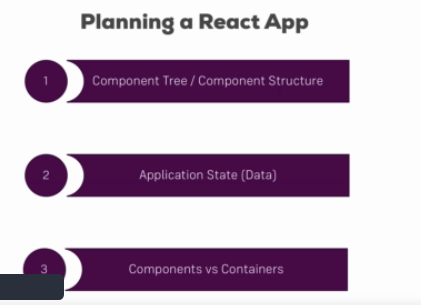 Planning a React App
1
Component Tree / Component Structure
2
Application State (Data)
3
Components vs Containers